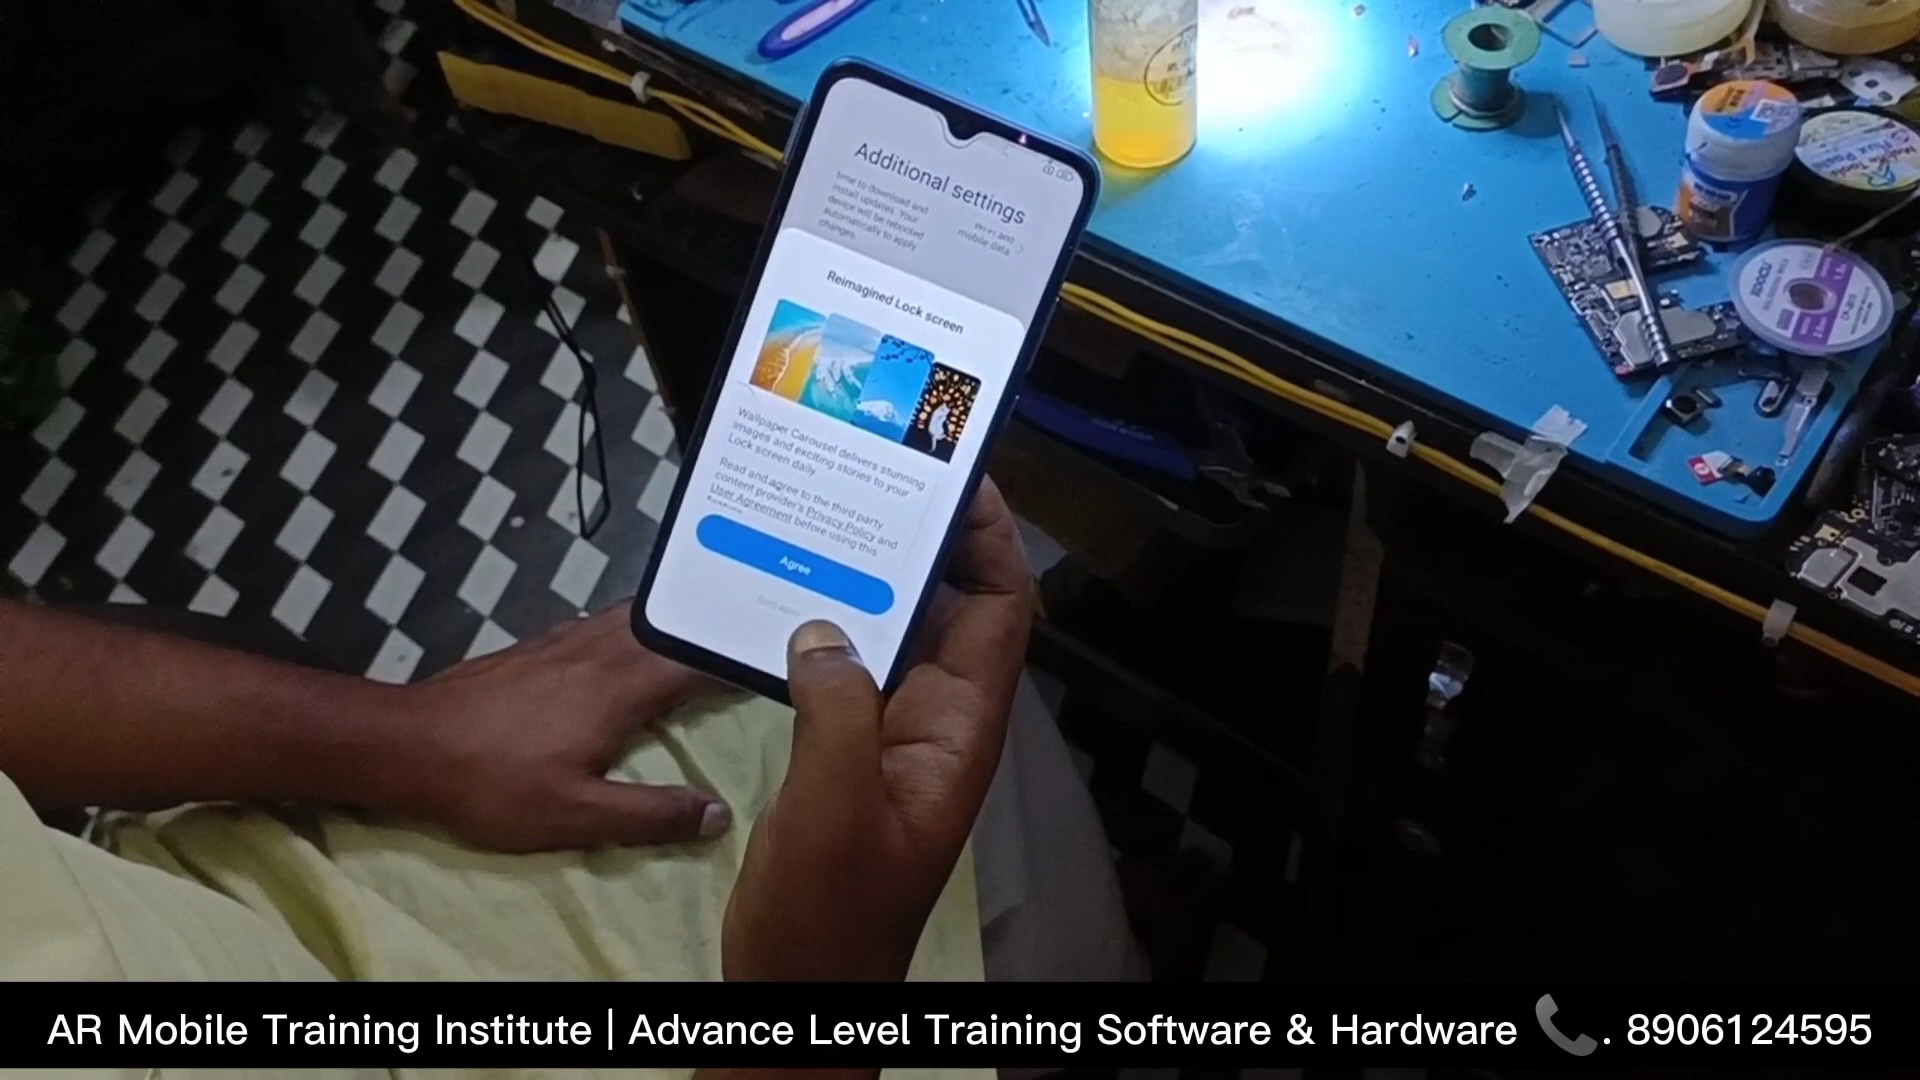 Additional settings
time to download and
install updates. Your
device will be rebooted
automatically to apply
changes.
mobile data
Reimagined Lock screen
Wallpaper Carousel delivers stunning
images and exciting stories to your
Lock screen daily
Read and agree to the third party
content provider's Privacy Policy and
User Agreement before using this
Agree
AR Mobile Training Institute | Advance Level Training Software & Hardware 📞. 8906124595